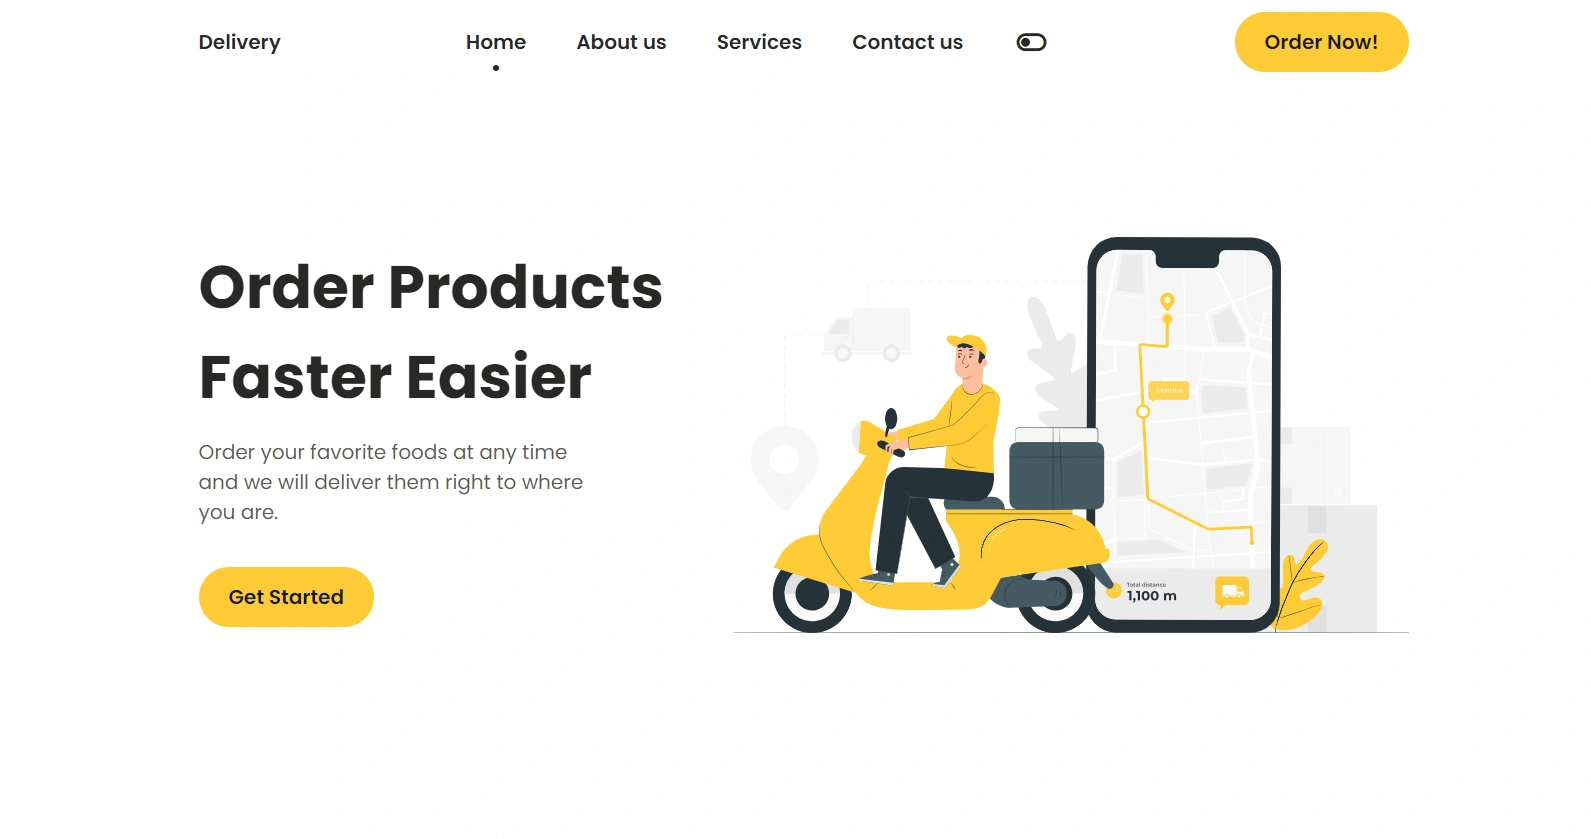 Delivery
Home
About us
Services
Contact us
Order Now!
Order Products
Faster Easier
Order your favorite foods at any time
and we will deliver them right to where
you are.
Get Started
Total distance
1,100 m